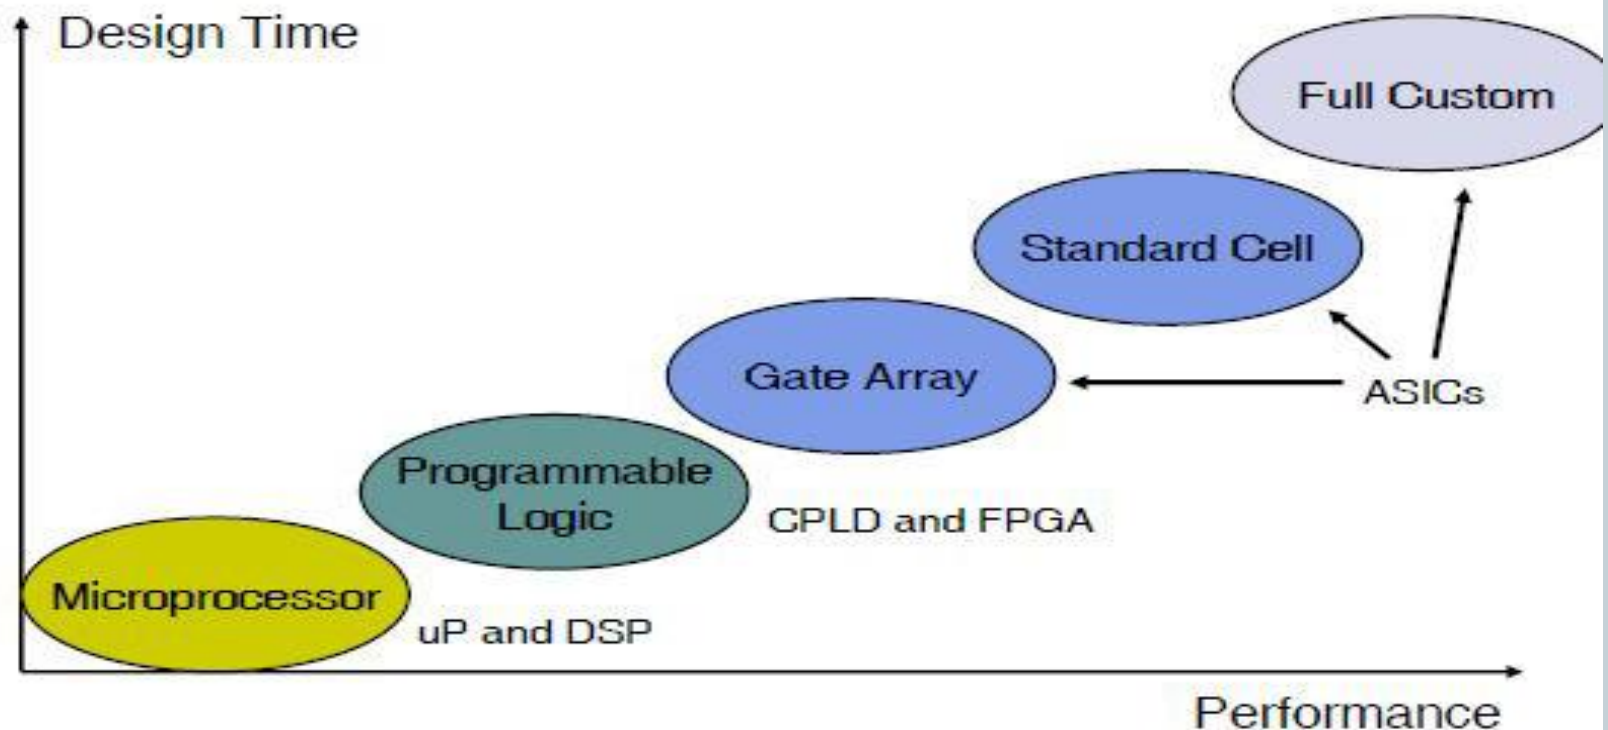 Design Time
Full Custom
Standard Cell
Gate Array
ASICs
Programmable
Logic
CPLD and FPGA
Microprocessor
uP and DSP
Performance